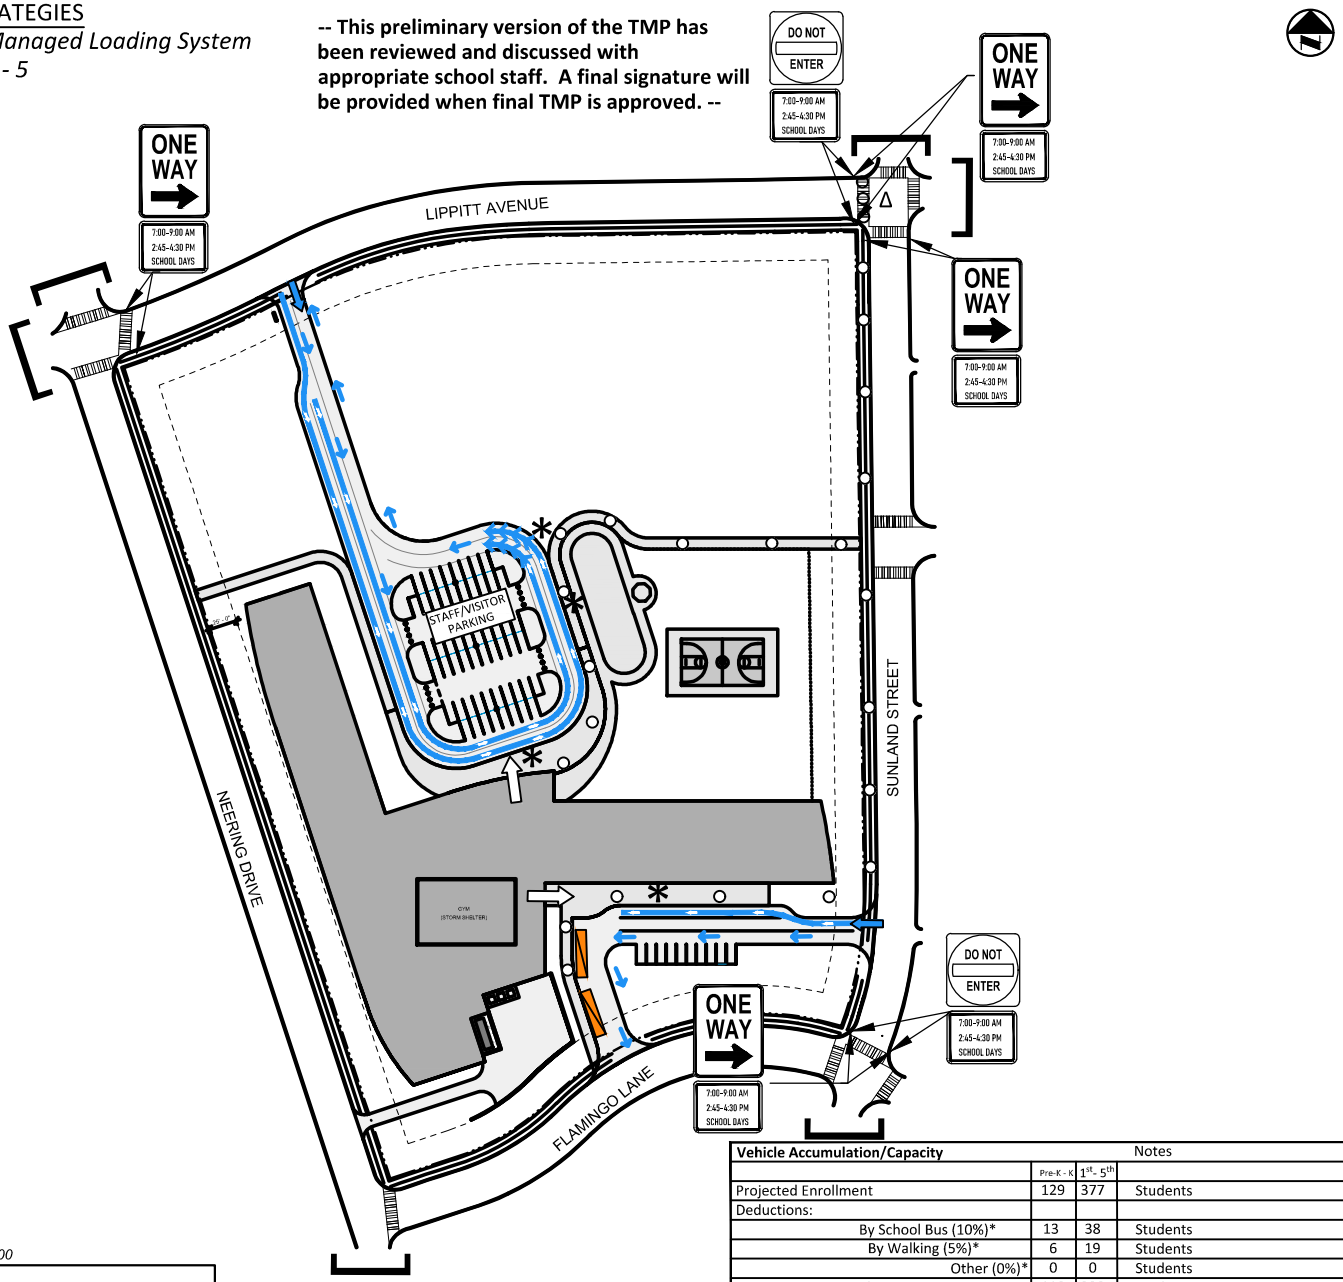 ATEGIES
Managed Loading System
- 5
-- This preliminary version of the TMP has
been reviewed and discussed with
appropriate school staff. A final signature will
be provided when final TMP is approved. --
DO NOT
ENTER
7:00-9:00 AM
2:45-4:30 PM
SCHOOL DAYS
ONE
WAY
7:00-9:00 AM
2:45-4:30 PM
SCHOOL DAYS
ONE
WAY
7:00-9:00 AM
2:45-4:30 PM
SCHOOL DAYS
LIPPITT AVENUE
ONE
WAY
7:00-9:00 AM
2:45-4:30 PM
SCHOOL DAYS
STAFF/VISITOR
PARKING
25'-0"
SUNLAND STREET
NEERING DRIVE
GYM
(STORM SHELTER)
DO NOT
ENTER
7:00-9:00 AM
2:45-4:30 PM
SCHOOL DAYS
ONE
WAY
7:00-9:00 AM
2:45-4:30 PM
SCHOOL DAYS
FLAMINGO LANE
Vehicle Accumulation/Capacity Notes
Pre-K - K 1st - 5th
Projected Enrollment 129 377 Students
Deductions:
By School Bus (10%)* 13 38 Students
By Walking (5%)* 6 19 Students
Other (0%)* 0 0 Students
00